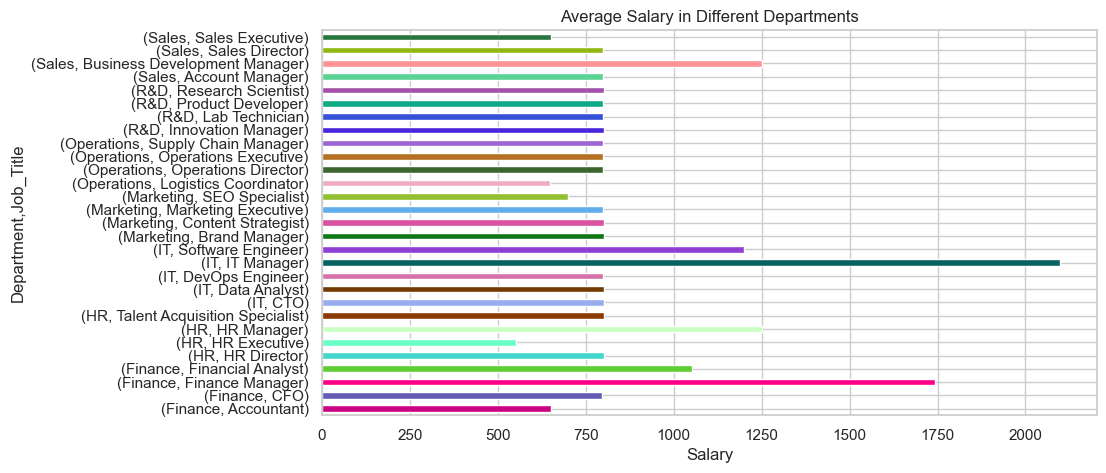 Average Salary in Different Departments
(Sales, Sales Executive)
(Sales, Sales Director)
(Sales, Business Development Manager)
(Sales, Account Manager)
(R&D, Research Scientist)
(R&D, Product Developer)
(R&D, Lab Technician)
(R&D, Innovation Manager)
(Operations, Supply Chain Manager)
(Operations, Operations Executive)
(Operations, Operations Director)
(Operations, Logistics Coordinator)
(Marketing, SEO Specialist)
(Marketing, Marketing Executive)
(Marketing, Content Strategist)
(Marketing, Brand Manager)
(IT, Software Engineer)
(IT, IT Manager)
(IT, DevOps Engineer)
(IT, Data Analyst)
(IT, CTO)
(HR, Talent Acquisition Specialist)
(HR, HR Manager)
(HR, HR Executive)
(HR, HR Director)
(Finance, Financial Analyst)
(Finance, Finance Manager)
(Finance, CFO)
(Finance, Accountant)
Department,Job_Title
0 250 500 750 1000 1250 1500 1750 2000
Salary